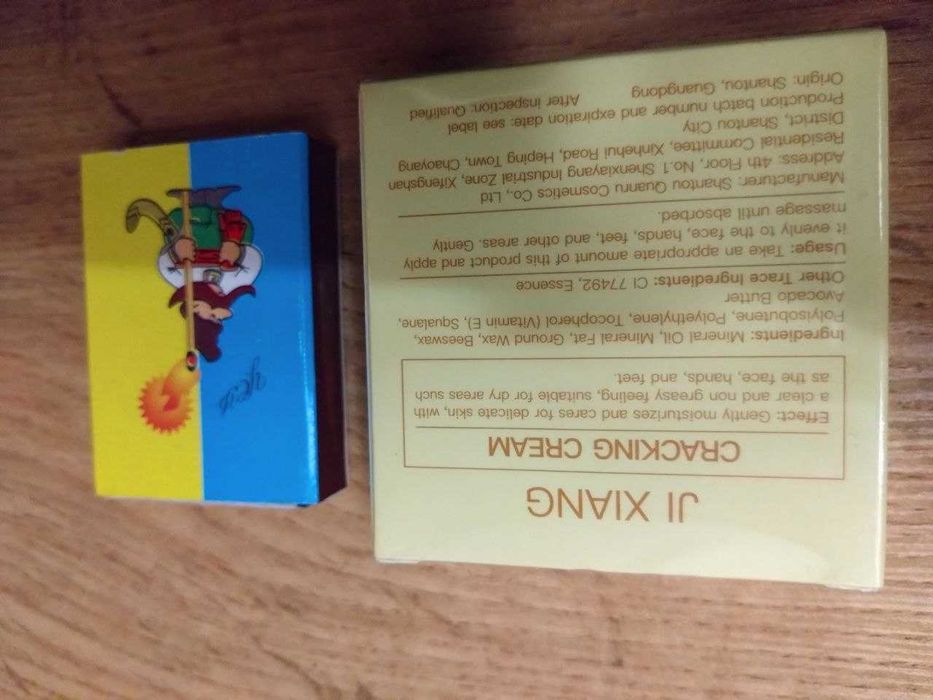 JI XIANG
CRACKING CREAM
Effect: Gently moisturizes and cares for delicate skin, with
a clear and non greasy feeling, suitable for dry areas such
as the face, hands, and feet.
Ingredients: Mineral Oil, Mineral Fat, Ground Wax, Beeswax,
Polyisobutene, Polyethylene, Tocopherol (Vitamin E), Squalane,
Avocado Butter
Other Trace Ingredients: CI 77492, Essence
Usage: Take an appropriate amount of this product and apply
it evenly to the face, hands, feet, and other areas. Gently
massage until absorbed.
Manufacturer: Shantou Quannu Cosmetics Co., Ltd
Address: 4th Floor, No.1 Shenxiayang Industrial Zone, Xifengshan
Residential Committee, Xinhehui Road, Heping Town, Chaoyang
District, Shantou City
Production batch number and expiration date: see label
Origin: Shantou, Guangdong After inspection: Qualified